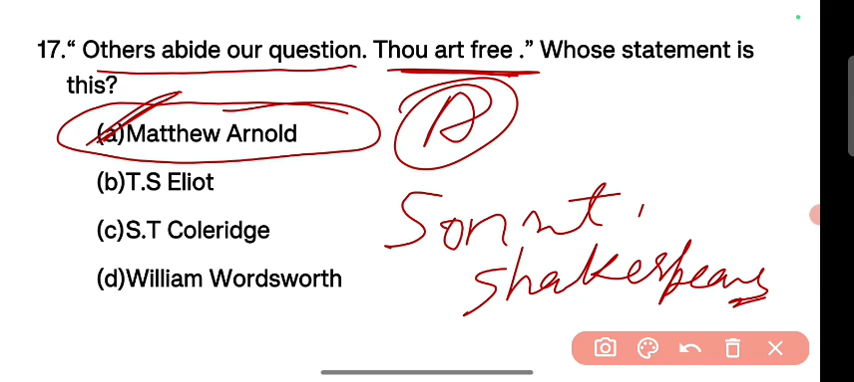 17.“ Others abide our question. Thou art free .” Whose statement is
this?
(a)Matthew Arnold
A
(b)T.S Eliot
Sonnt
(c)S.T Coleridge
Shakespeare
(d)William Wordsworth